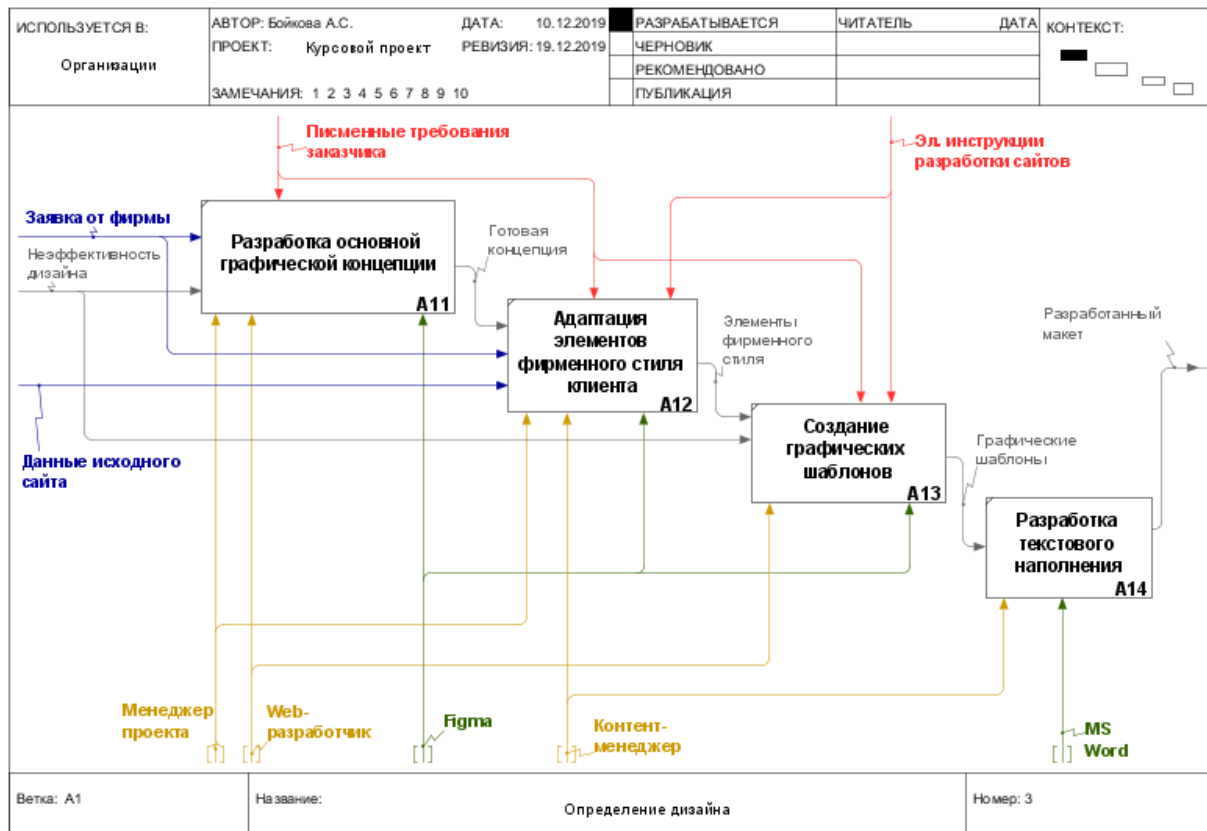 ИСПОЛЬЗУЕТСЯ В:
Организации
АВТОР: Бойкова А.С.
ДАТА: 10.12.2019
ПРОЕКТ: Курсовой проект
РЕВИЗИЯ: 19.12.2019
ЗАМЕЧАНИЯ: 1 2 3 4 5 6 7 8 9 10
РАЗРАБАТЫВАЕТСЯ
ЧЕРНОВИК
РЕКОМЕНДОВАНО
ПУБЛИКАЦИЯ
ЧИТАТЕЛЬ
ДАТА
КОНТЕКСТ:
Писменные требования
заказчика
Эл. инструкции
разработки сайтов
Заявка от фирмы
Неэффективность
дизайна
Разработка основной
графической концепции
A11
Готовая
концепция
Адаптация
элементов
фирменного стиля
клиента
A12
Элементы
фирменного
стиля
Разработанный
макет
Данные исходного
сайта
Создание
графических
шаблонов
A13
Графические
шаблоны
Разработка
текстового
наполнения
A14
Менеджер
проекта
Web-
разработчик
Figma
Контент-
менеджер
MS
Word
Ветка: A1
Название:
Определение дизайна
Номер: 3